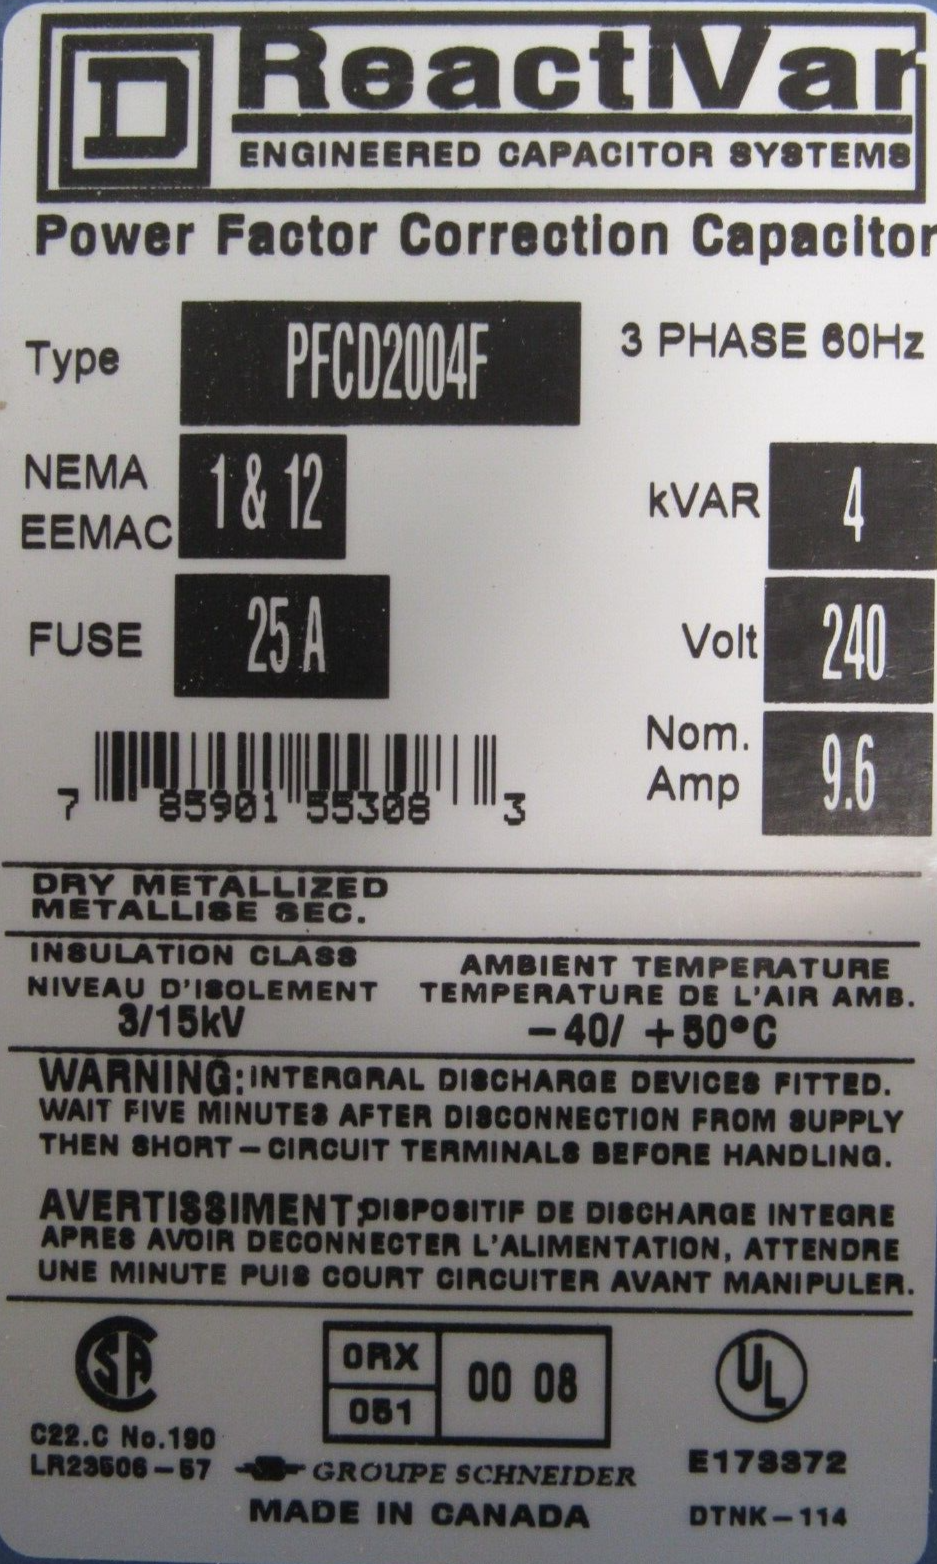 D ReactiVar
ENGINEERED CAPACITOR SYSTEMS
Power Factor Correction Capacitor
Type PFCD2004F 3 PHASE 60Hz
NEMA
EEMAC 1 & 12
kVAR 4
FUSE 25 A
Volt 240
Nom.
Amp 9.6
7 85901 55308 3
DRY METALLIZED
METALLISE SEC.
INSULATION CLASS
NIVEAU D'ISOLEMENT
3/15kV
AMBIENT TEMPERATURE
TEMPERATURE DE L'AIR AMB.
-40/ +50°C
WARNING: INTERGRAL DISCHARGE DEVICES FITTED.
WAIT FIVE MINUTES AFTER DISCONNECTION FROM SUPPLY
THEN SHORT-CIRCUIT TERMINALS BEFORE HANDLING.
AVERTISSIMENT: DISPOSITIF DE DISCHARGE INTEGRE
APRES AVOIR DECONNECTER L'ALIMENTATION, ATTENDRE
UNE MINUTE PUIS COURT CIRCUITER AVANT MANIPULER.
CSA
C22.C No.190
LR23506-57
0RX
051
00 08
GROUPE SCHNEIDER
MADE IN CANADA
UL
E173372
DTNK-114